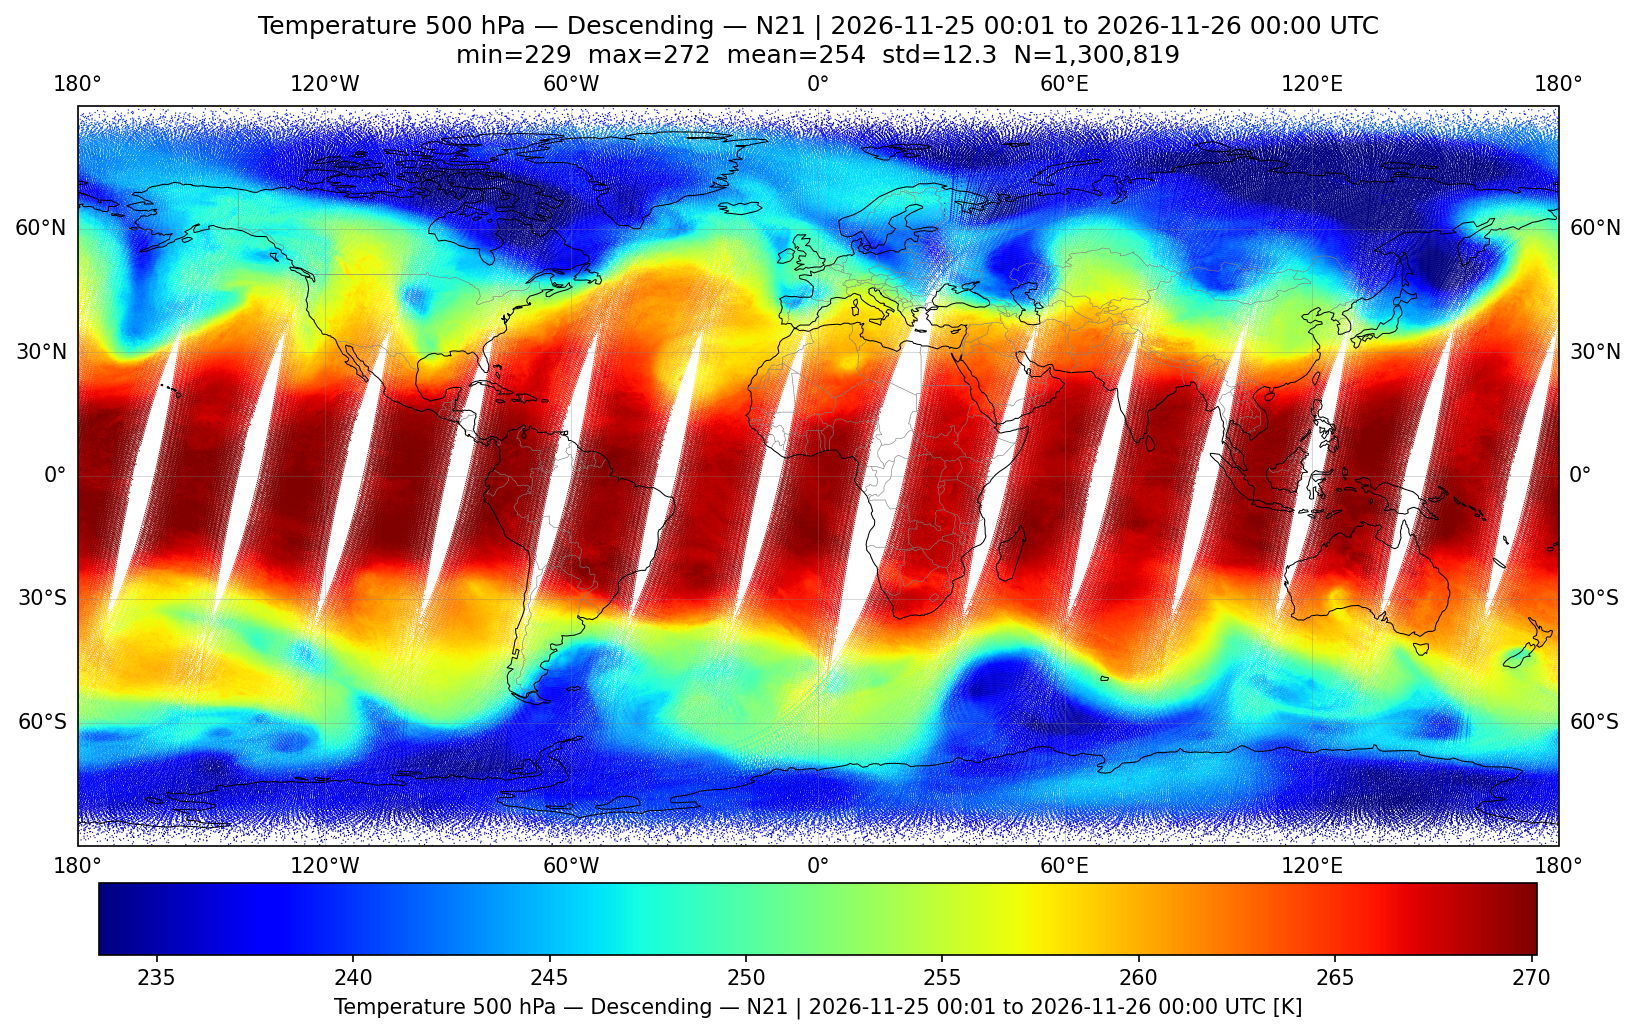 Temperature 500 hPa — Descending — N21 | 2026-11-25 00:01 to 2026-11-26 00:00 UTC
min=229  max=272  mean=254  std=12.3  N=1,300,819
180° 120°W 60°W 0° 60°E 120°E 180°
60°N 60°N
30°N 30°N
0° 0°
30°S 30°S
60°S 60°S
180° 120°W 60°W 0° 60°E 120°E 180°
235 240 245 250 255 260 265 270
Temperature 500 hPa — Descending — N21 | 2026-11-25 00:01 to 2026-11-26 00:00 UTC [K]